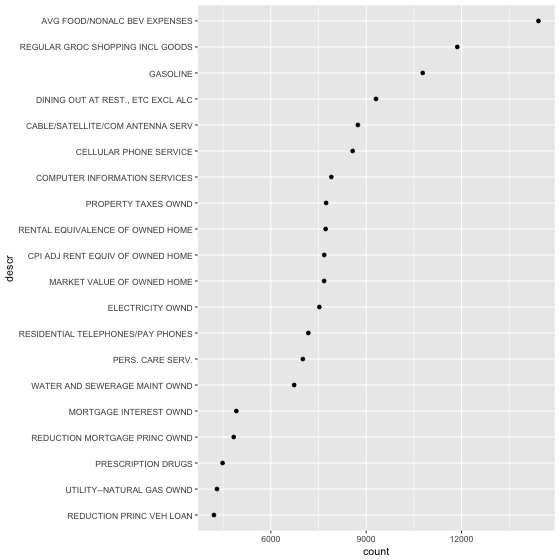 AVG FOOD/NONALC BEV EXPENSES
REGULAR GROC SHOPPING INCL GOODS
GASOLINE
DINING OUT AT REST., ETC EXCL ALC
CABLE/SATELLITE/COM ANTENNA SERV
CELLULAR PHONE SERVICE
COMPUTER INFORMATION SERVICES
PROPERTY TAXES OWND
RENTAL EQUIVALENCE OF OWNED HOME
CPI ADJ RENT EQUIV OF OWNED HOME
MARKET VALUE OF OWNED HOME
ELECTRICITY OWND
RESIDENTIAL TELEPHONES/PAY PHONES
PERS. CARE SERV.
WATER AND SEWERAGE MAINT OWND
MORTGAGE INTEREST OWND
REDUCTION MORTGAGE PRINC OWND
PRESCRIPTION DRUGS
UTILITY--NATURAL GAS OWND
REDUCTION PRINC VEH LOAN
descr
6000 9000 12000
count